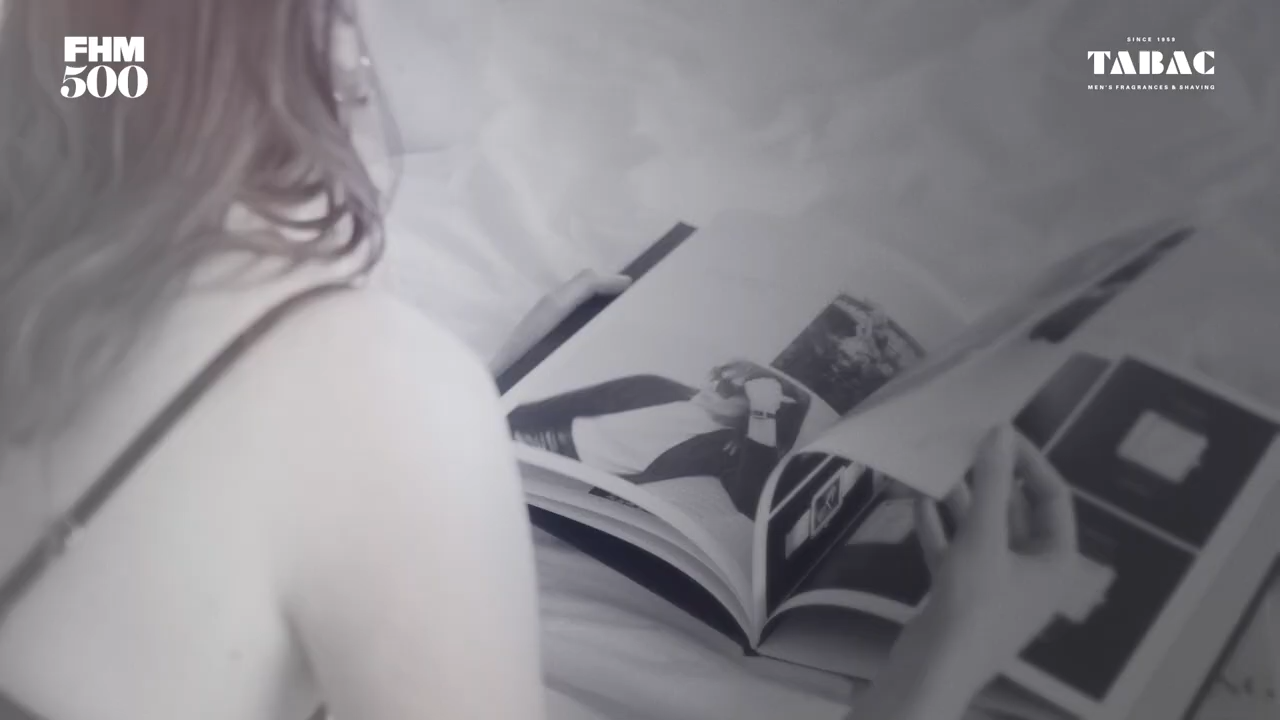 FHM
500
SINCE 1959
TABAC
MEN'S FRAGRANCES & SHAVING